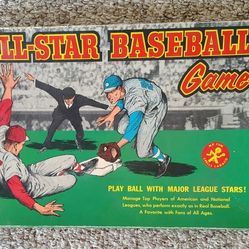 LL-STAR BASEBALL
Game
PLAY BALL WITH MAJOR LEAGUE STARS!
Manage Top Players of American and National
Leagues, who perform exactly as in Real Baseball.
A Favorite with Fans of All Ages.